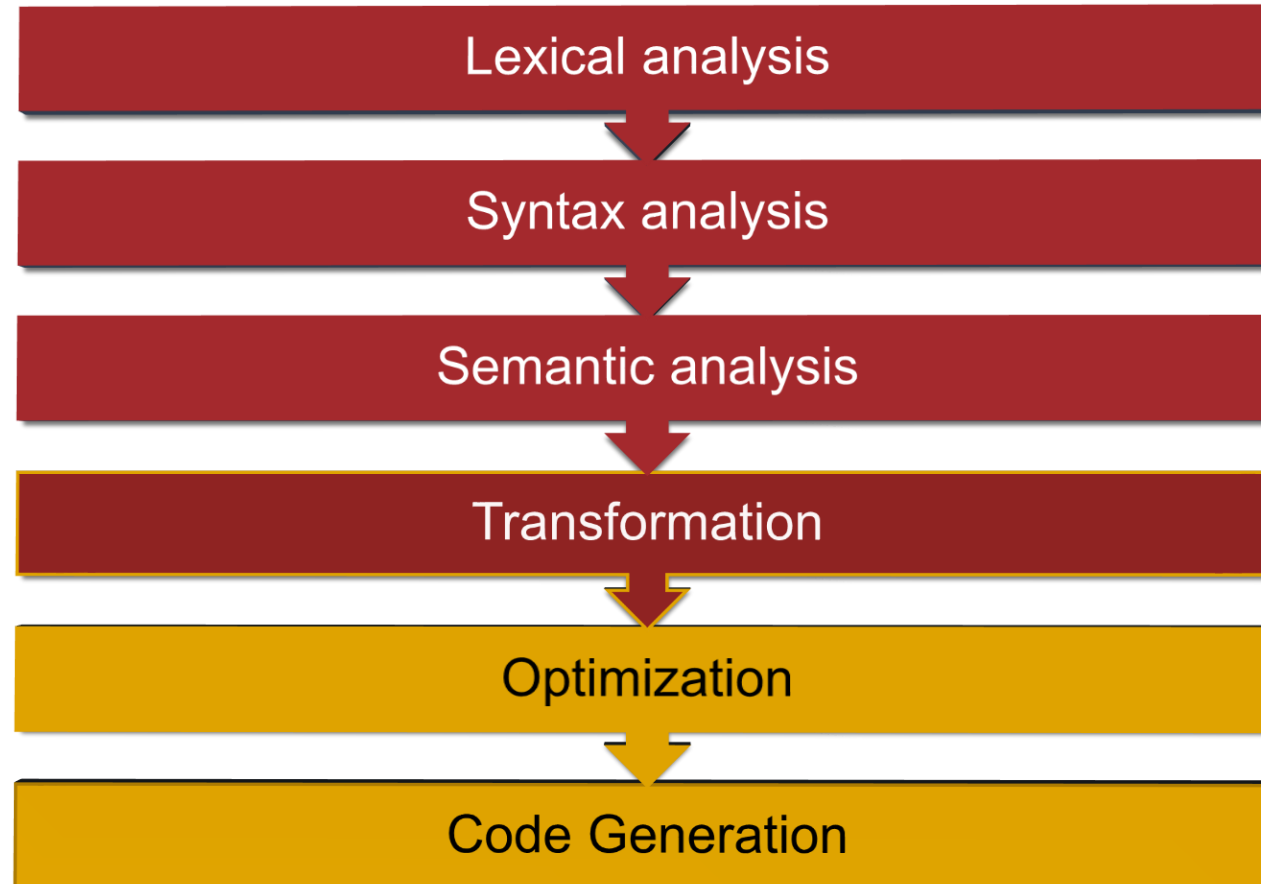 Lexical analysis
Syntax analysis
Semantic analysis
Transformation
Optimization
Code Generation